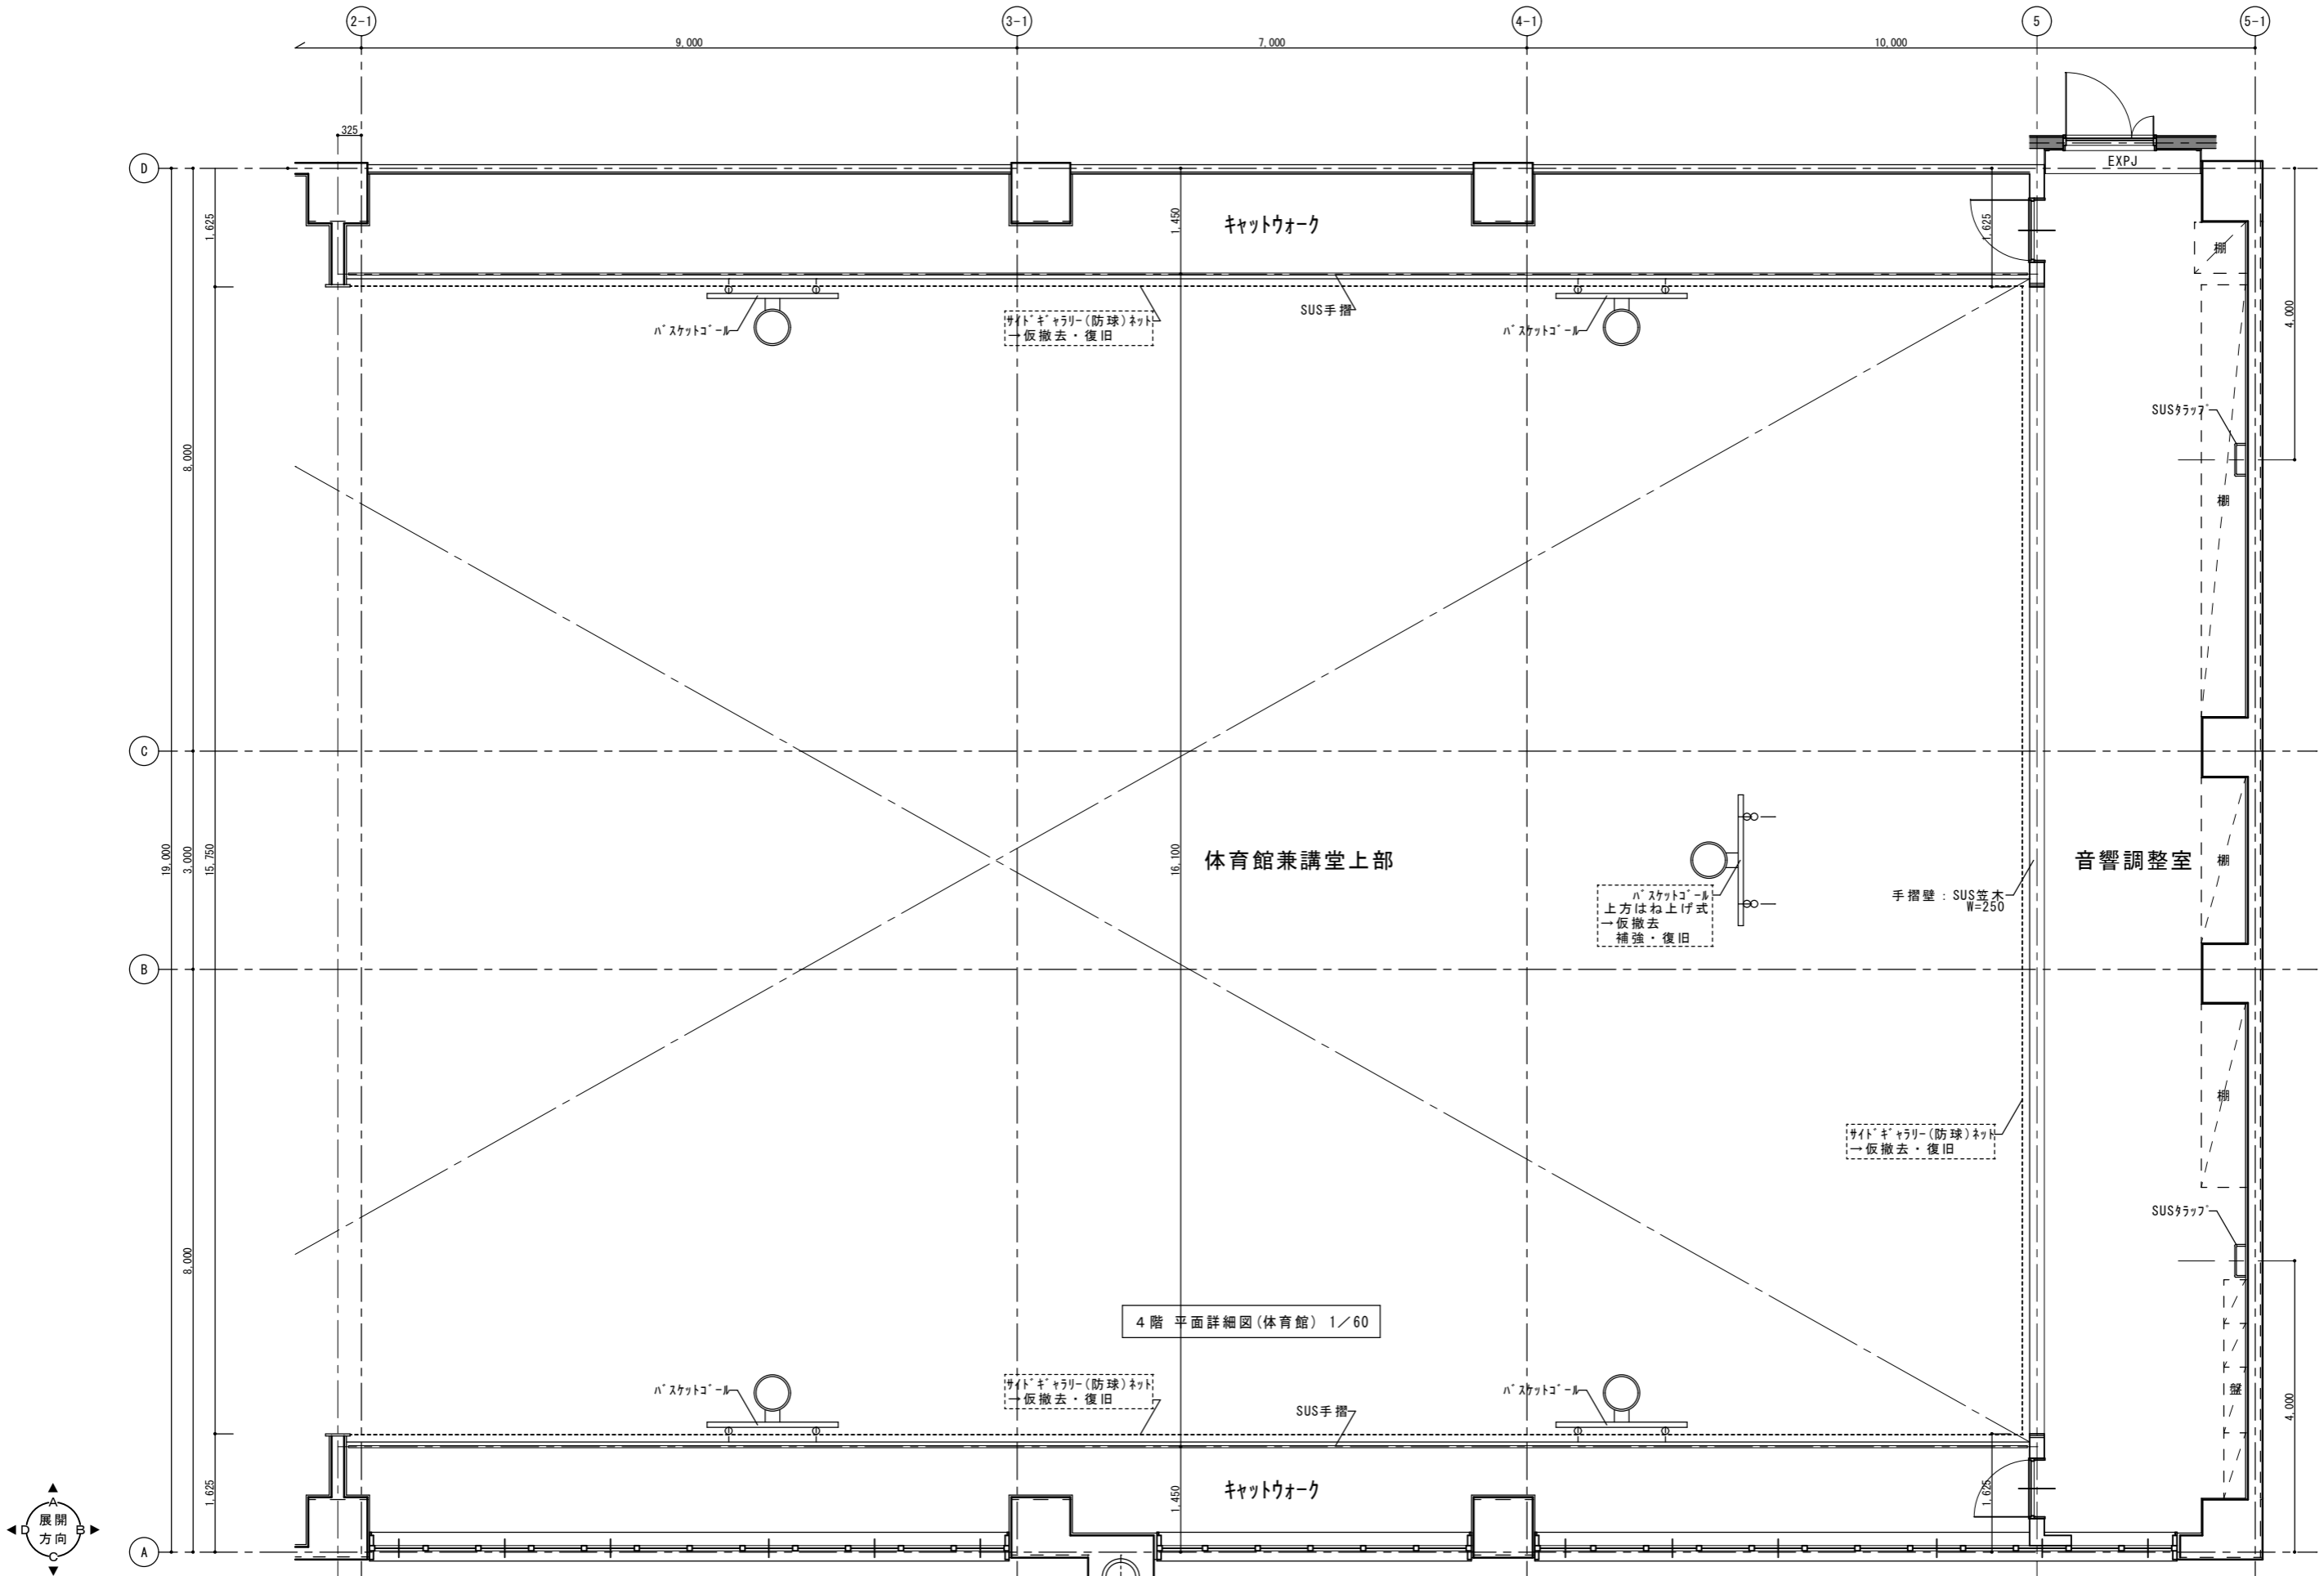 2-1
3-1
4-1
5
5-1
9,000
7,000
10,000
325
D
EXPJ
1,625
1,450
キャットウォーク
1,625
棚
4,000
バスケットゴール
サイドギャラリー(防球)ネット
→仮撤去・復旧
SUS手摺
バスケットゴール
SUSタラップ
8,000
棚
C
19,000
3,000
15,750
16,100
体育館兼講堂上部
音響調整室
棚
バスケットゴール
上方はね上げ式
→仮撤去
補強・復旧
手摺壁：SUS笠木
W=250
B
棚
サイドギャラリー(防球)ネット
→仮撤去・復旧
SUSタラップ
8,000
4階 平面詳細図(体育館) 1/60
バスケットゴール
サイドギャラリー(防球)ネット
→仮撤去・復旧
SUS手摺
バスケットゴール
盤
4,000
1,625
1,450
キャットウォーク
1,625
A
A
D 展開 B
方向
C